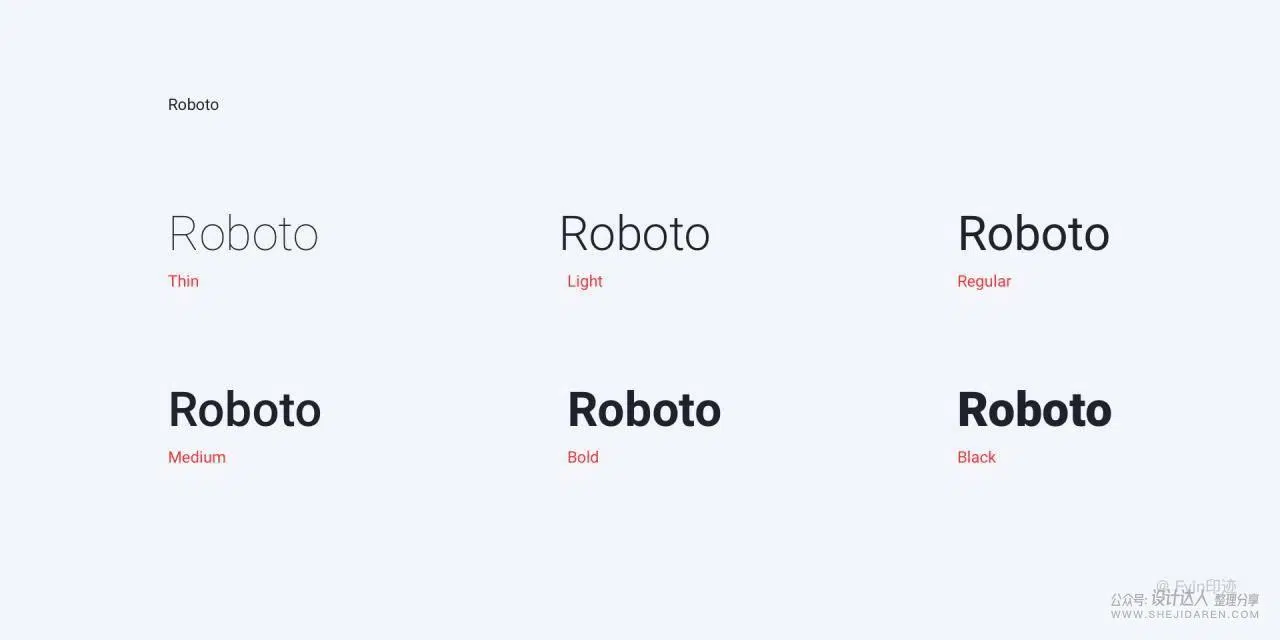 Roboto
Roboto Roboto Roboto
Thin Light Regular
Roboto Roboto Roboto
Medium Bold Black
@ Evin印迹
公众号: 设计达人 整理分享
WWW.SHEJIDAREN.COM